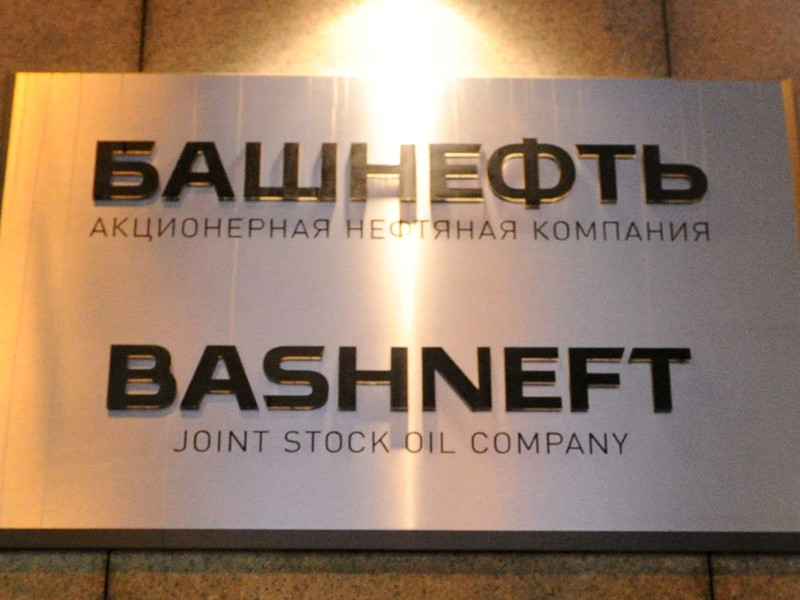 БАШНЕФТЬ
АКЦИОНЕРНАЯ НЕФТЯНАЯ КОМПАНИЯ
BASHNEFT
JOINT STOCK OIL COMPANY